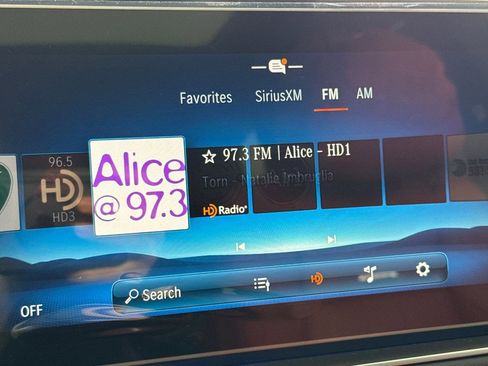 Favorites SiriusXM FM AM
96.5
HD
HD3
Alice
@ 97.3
97.3 FM | Alice - HD1
Torn - Natalie Imbruglia
HD Radio
Search
HD
OFF